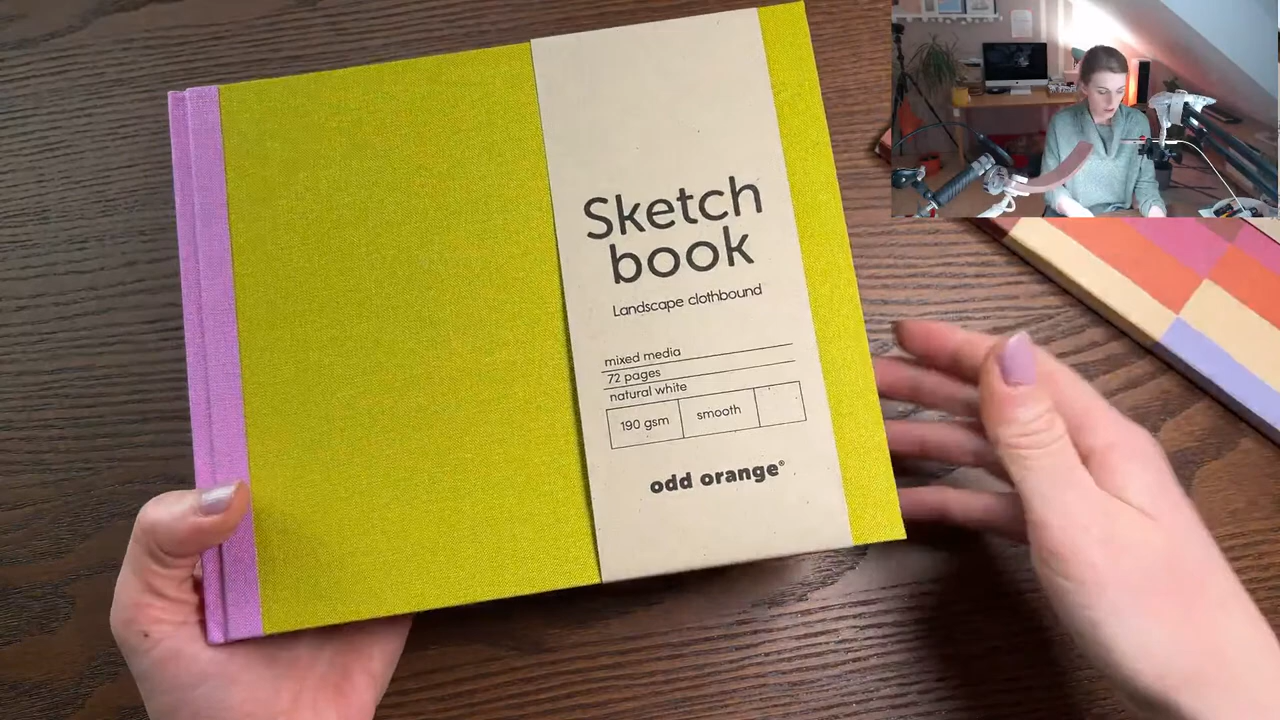 Sketch
book
Landscape clothbound
mixed media
72 pages
natural white
190 gsm
smooth
odd orange®